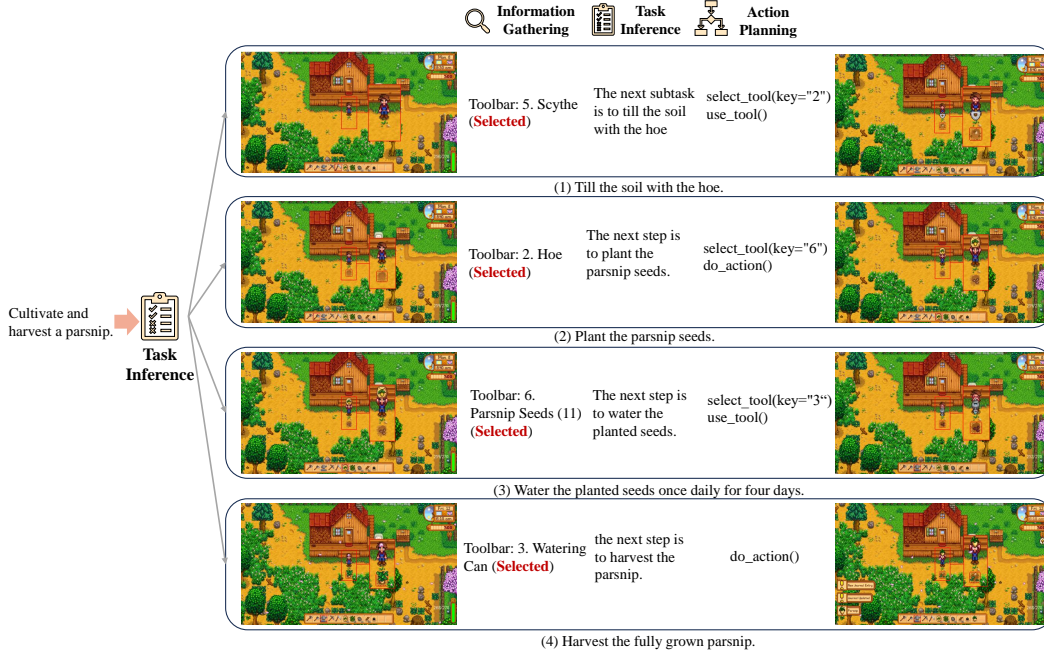 Information
Gathering
Task
Inference
Action
Planning
Toolbar: 5. Scythe
(Selected)
The next subtask
is to till the soil
with the hoe
select_tool(key="2")
use_tool()
(1) Till the soil with the hoe.
Toolbar: 2. Hoe
(Selected)
The next step is
to plant the
parsnip seeds.
select_tool(key="6")
do_action()
(2) Plant the parsnip seeds.
Cultivate and
harvest a parsnip.
Task
Inference
Toolbar: 6.
Parsnip Seeds (11)
(Selected)
The next step is
to water the
planted seeds.
select_tool(key="3“)
use_tool()
(3) Water the planted seeds once daily for four days.
Toolbar: 3. Watering
Can (Selected)
the next step is
to harvest the
parsnip.
do_action()
(4) Harvest the fully grown parsnip.